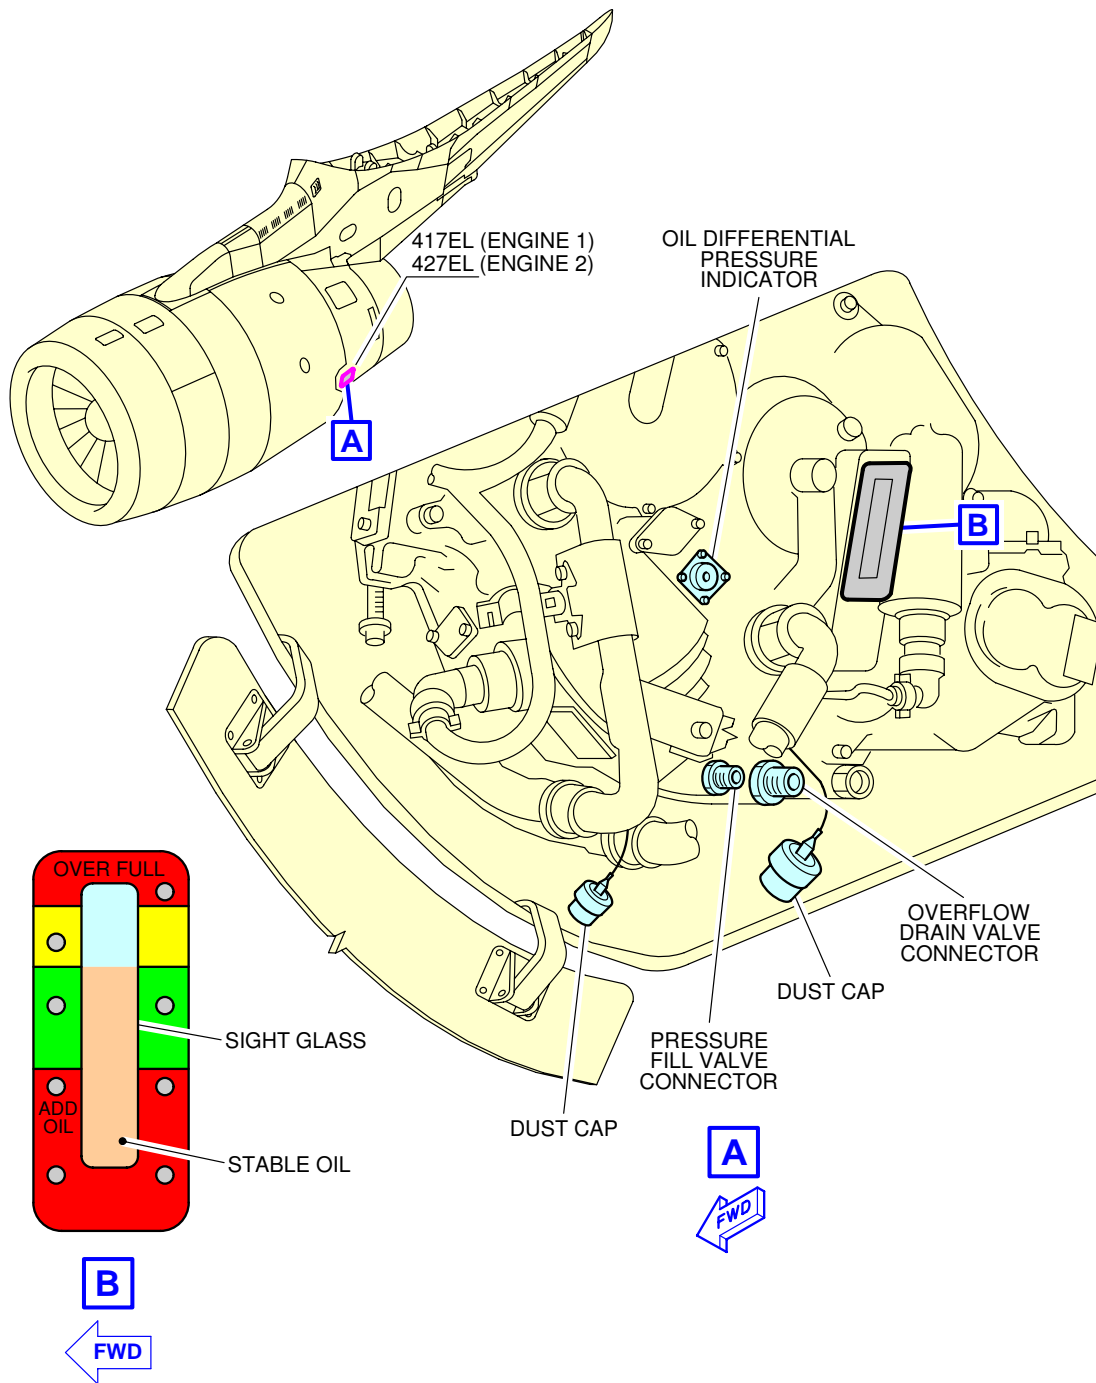 417EL (ENGINE 1)
427EL (ENGINE 2)
OIL DIFFERENTIAL
PRESSURE
INDICATOR
A
B
OVER FULL
SIGHT GLASS
ADD
OIL
STABLE OIL
OVERFLOW
DRAIN VALVE
CONNECTOR
DUST CAP
PRESSURE
FILL VALVE
CONNECTOR
DUST CAP
A
FWD
B
FWD